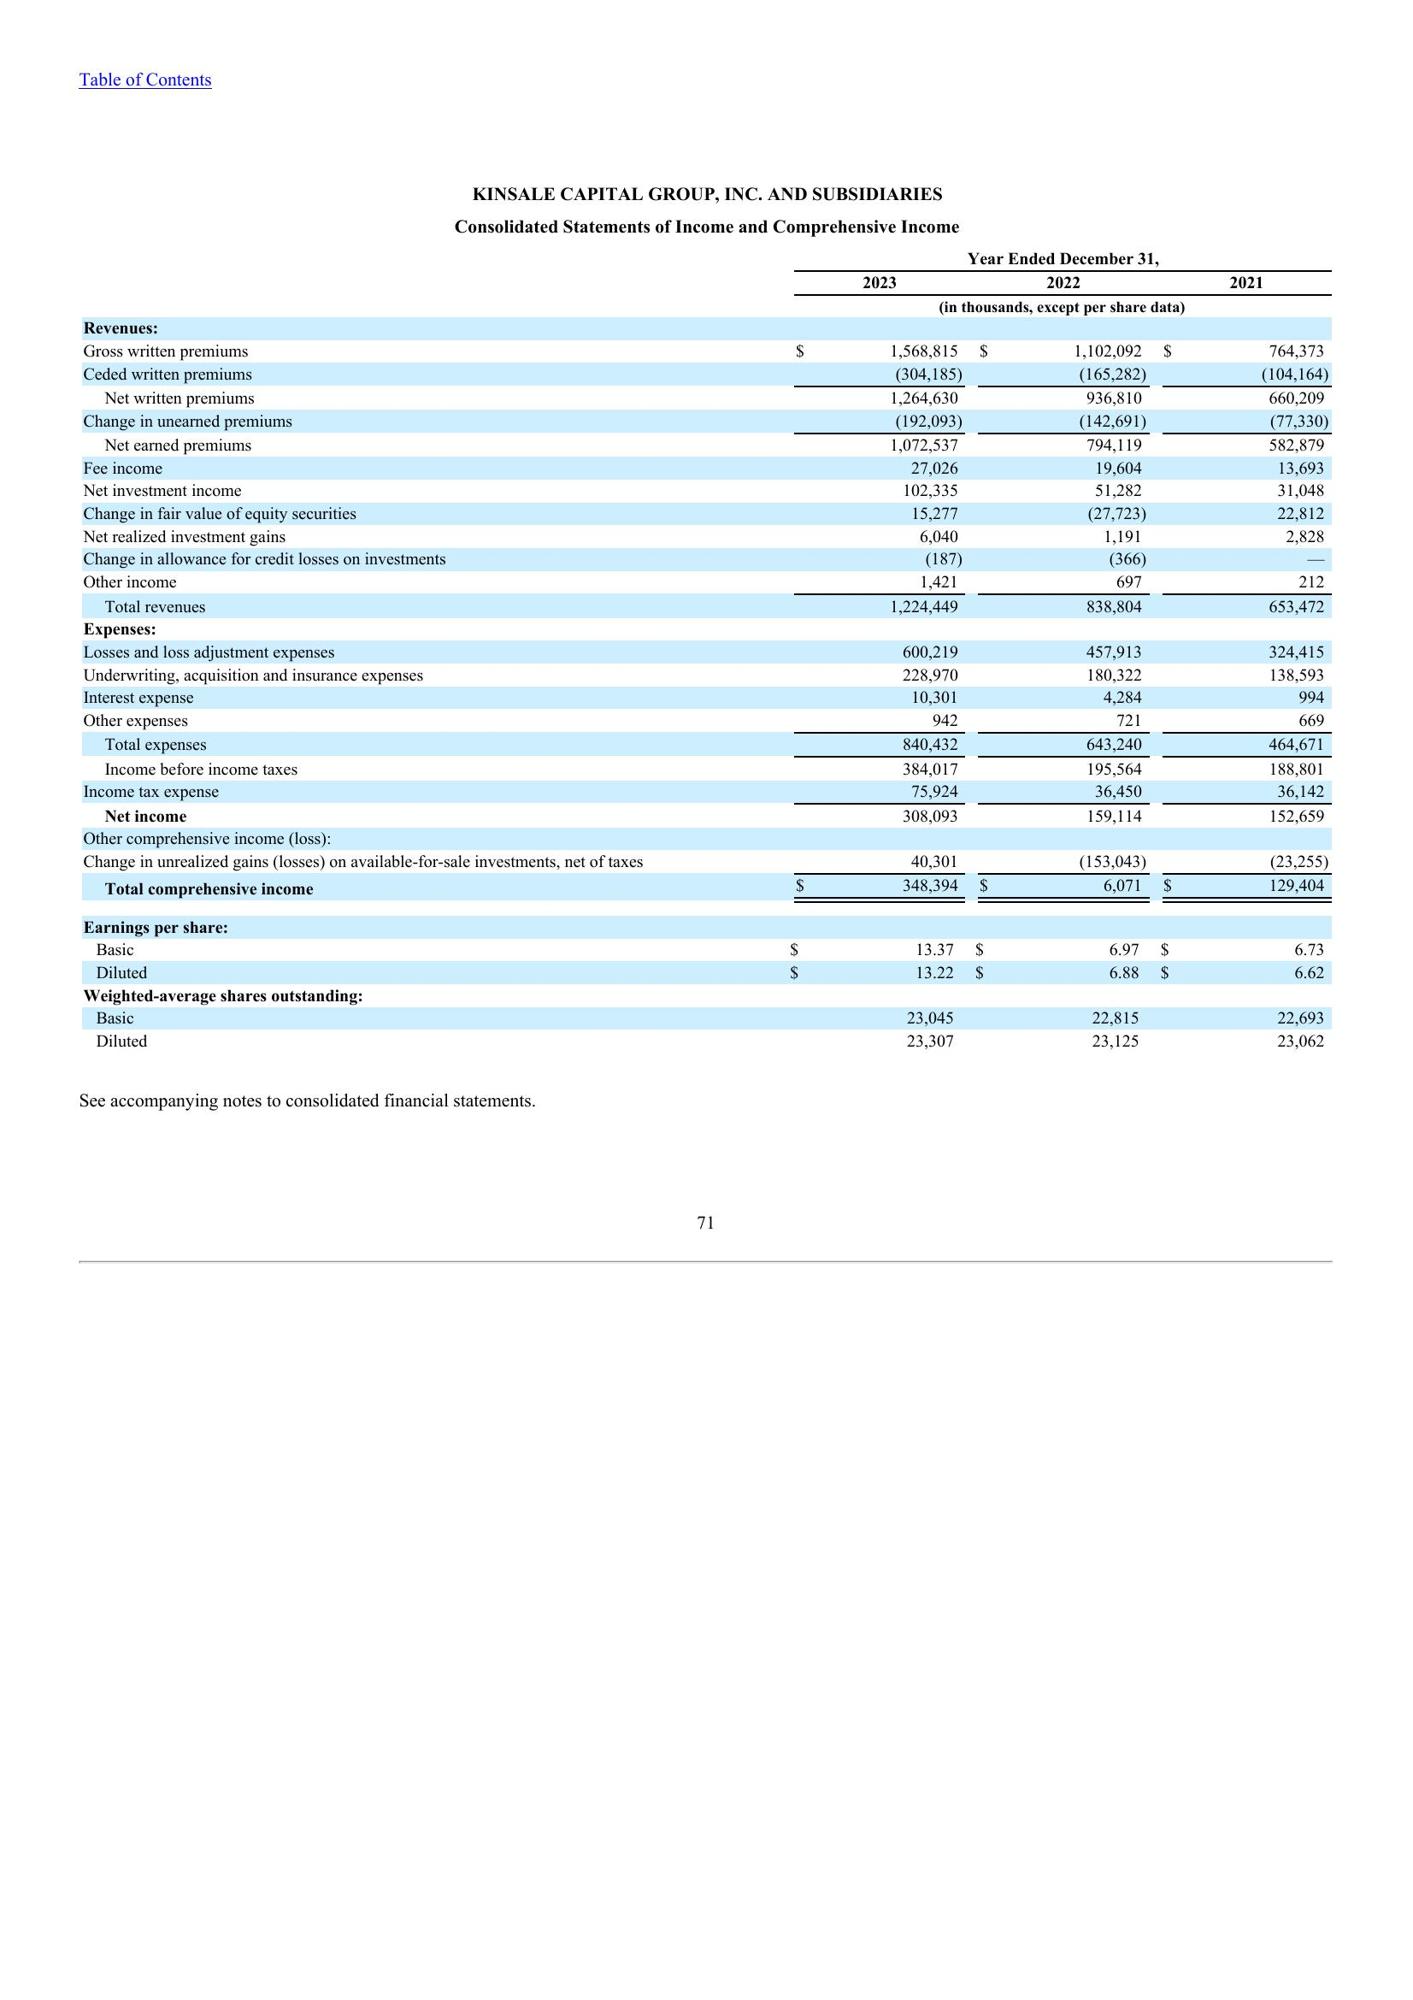 Table of Contents
KINSALE CAPITAL GROUP, INC. AND SUBSIDIARIES
Consolidated Statements of Income and Comprehensive Income
Year Ended December 31,
2023 2022 2021
(in thousands, except per share data)
Revenues:
Gross written premiums $ 1,568,815 $ 1,102,092 $ 764,373
Ceded written premiums (304,185) (165,282) (104,164)
Net written premiums 1,264,630 936,810 660,209
Change in unearned premiums (192,093) (142,691) (77,330)
Net earned premiums 1,072,537 794,119 582,879
Fee income 27,026 19,604 13,693
Net investment income 102,335 51,282 31,048
Change in fair value of equity securities 15,277 (27,723) 22,812
Net realized investment gains 6,040 1,191 2,828
Change in allowance for credit losses on investments (187) (366) —
Other income 1,421 697 212
Total revenues 1,224,449 838,804 653,472
Expenses:
Losses and loss adjustment expenses 600,219 457,913 324,415
Underwriting, acquisition and insurance expenses 228,970 180,322 138,593
Interest expense 10,301 4,284 994
Other expenses 942 721 669
Total expenses 840,432 643,240 464,671
Income before income taxes 384,017 195,564 188,801
Income tax expense 75,924 36,450 36,142
Net income 308,093 159,114 152,659
Other comprehensive income (loss):
Change in unrealized gains (losses) on available-for-sale investments, net of taxes 40,301 (153,043) (23,255)
Total comprehensive income $ 348,394 $ 6,071 $ 129,404
Earnings per share:
Basic $ 13.37 $ 6.97 $ 6.73
Diluted $ 13.22 $ 6.88 $ 6.62
Weighted-average shares outstanding:
Basic 23,045 22,815 22,693
Diluted 23,307 23,125 23,062
See accompanying notes to consolidated financial statements.
71